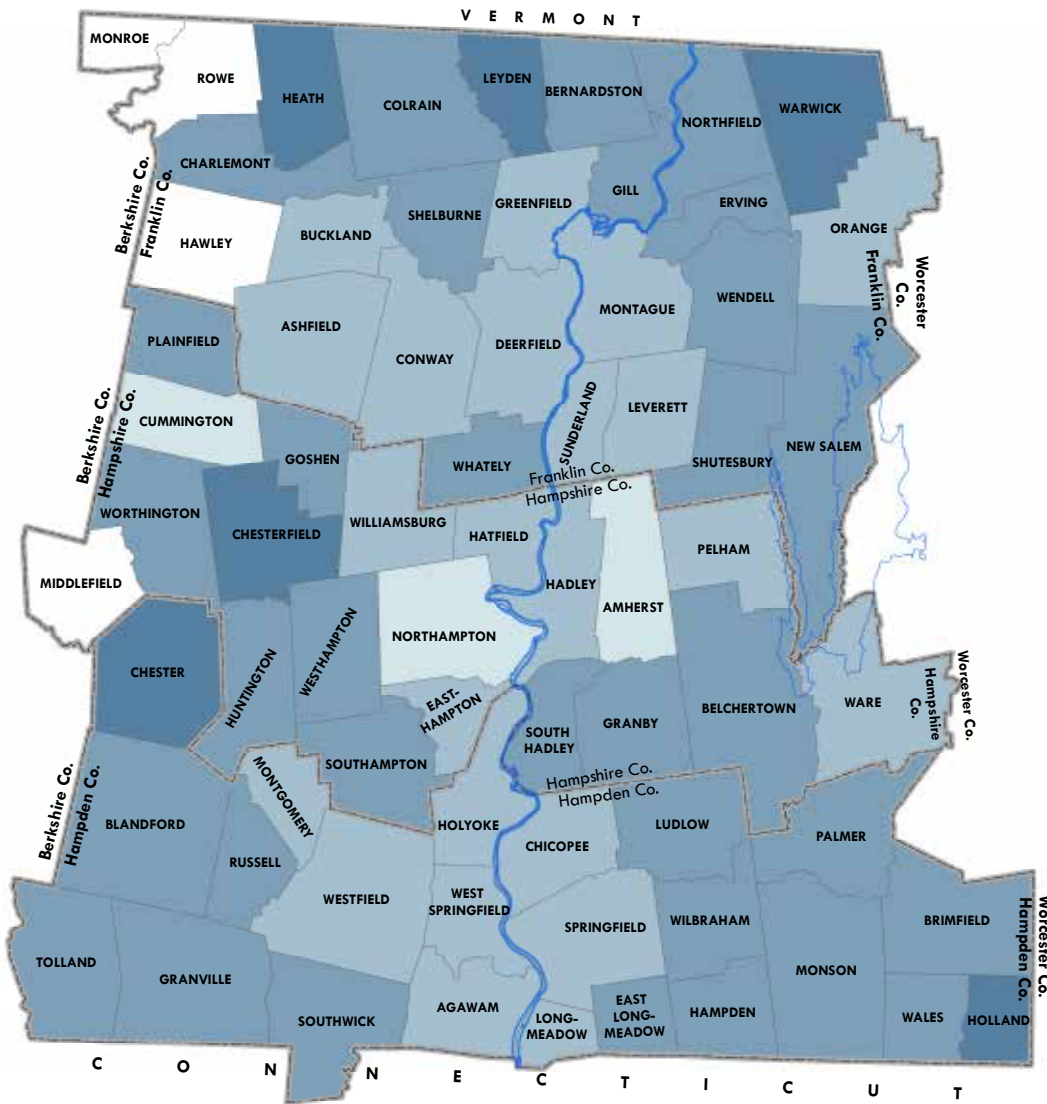 VERMONT
MONROE
ROWE
HEATH
COLRAIN
LEYDEN
BERNARDSTON
NORTHFIELD
WARWICK
CHARLEMONT
Berkshire Co.
Franklin Co.
HAWLEY
BUCKLAND
SHELBURNE
GREENFIELD
GILL
ERVING
ORANGE
Franklin Co.
Worcester
Co.
PLAINFIELD
ASHFIELD
CONWAY
DEERFIELD
MONTAGUE
WENDELL
CUMMINGTON
Berkshire Co.
Hampshire Co.
GOSHEN
WHATELY
SUNDERLAND
LEVERETT
SHUTESBURY
NEW SALEM
Franklin Co.
Hampshire Co.
WORTHINGTON
CHESTERFIELD
WILLIAMSBURG
HATFIELD
HADLEY
AMHERST
PELHAM
MIDDLEFIELD
NORTHAMPTON
CHESTER
HUNTINGTON
WESTHAMPTON
EAST-
HAMPTON
SOUTH
HADLEY
GRANBY
BELCHERTOWN
WARE
Hampshire
Co.
Worcester Co.
SOUTHAMPTON
Hampshire Co.
Hampden Co.
Berkshire Co.
Hampden Co.
MONTGOMERY
BLANDFORD
RUSSELL
HOLYOKE
CHICOPEE
LUDLOW
PALMER
WESTFIELD
WEST
SPRINGFIELD
SPRINGFIELD
WILBRAHAM
BRIMFIELD
Hampden Co.
Worcester Co.
TOLLAND
GRANVILLE
MONSON
SOUTHWICK
AGAWAM
LONG-
MEADOW
EAST
LONG-
MEADOW
HAMPDEN
WALES
HOLLAND
CONNECTICUT